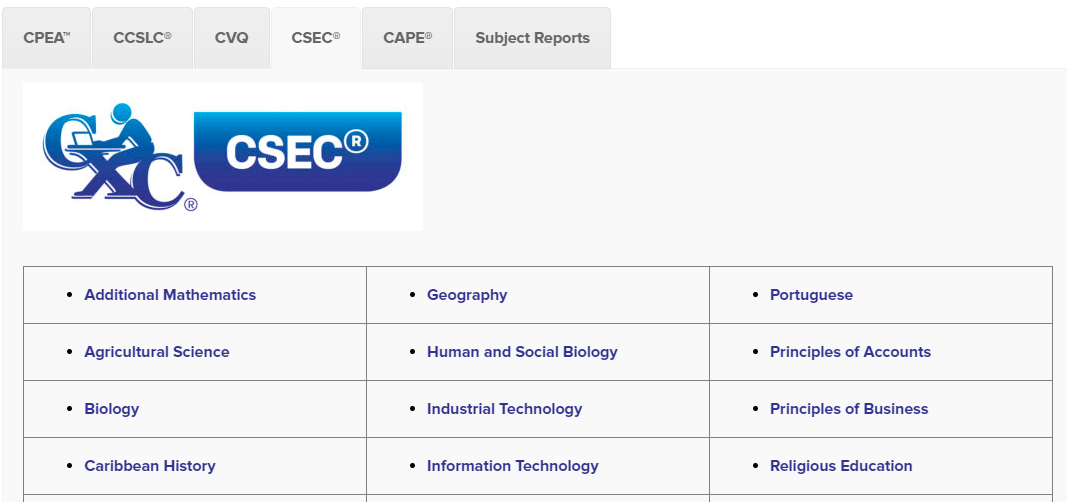 CPEA™ CCSLC® CVQ CSEC® CAPE® Subject Reports
CXC® CSEC®
• Additional Mathematics • Geography • Portuguese
• Agricultural Science • Human and Social Biology • Principles of Accounts
• Biology • Industrial Technology • Principles of Business
• Caribbean History • Information Technology • Religious Education